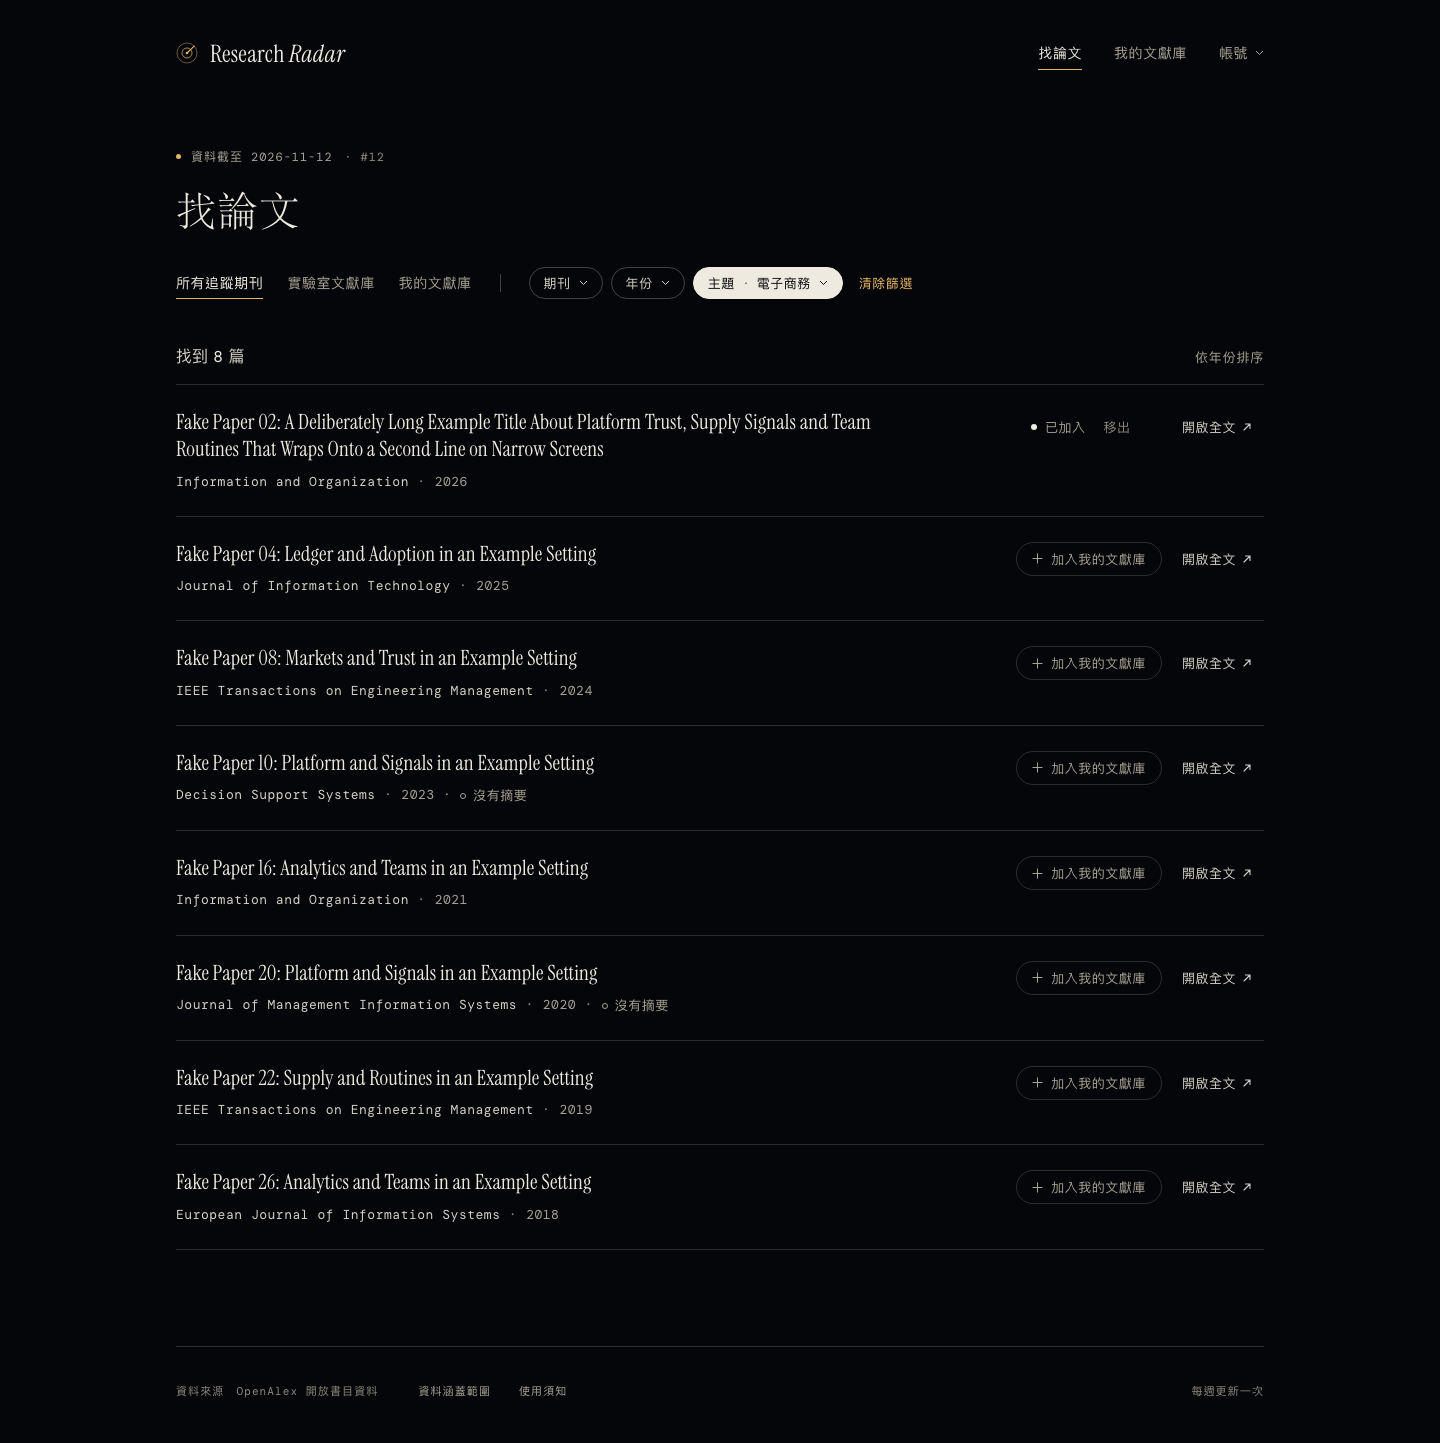 Research Radar
找論文 我的文獻庫 帳號
資料截至 2026-11-12 · #12
找論文
所有追蹤期刊 實驗室文獻庫 我的文獻庫 期刊 年份 主題 · 電子商務 清除篩選
找到 8 篇 依年份排序
Fake Paper 02: A Deliberately Long Example Title About Platform Trust, Supply Signals and Team
Routines That Wraps Onto a Second Line on Narrow Screens
已加入 移出 開啟全文 ↗
Information and Organization · 2026
Fake Paper 04: Ledger and Adoption in an Example Setting
+ 加入我的文獻庫 開啟全文 ↗
Journal of Information Technology · 2025
Fake Paper 08: Markets and Trust in an Example Setting
+ 加入我的文獻庫 開啟全文 ↗
IEEE Transactions on Engineering Management · 2024
Fake Paper 10: Platform and Signals in an Example Setting
+ 加入我的文獻庫 開啟全文 ↗
Decision Support Systems · 2023 · 沒有摘要
Fake Paper 16: Analytics and Teams in an Example Setting
+ 加入我的文獻庫 開啟全文 ↗
Information and Organization · 2021
Fake Paper 20: Platform and Signals in an Example Setting
+ 加入我的文獻庫 開啟全文 ↗
Journal of Management Information Systems · 2020 · 沒有摘要
Fake Paper 22: Supply and Routines in an Example Setting
+ 加入我的文獻庫 開啟全文 ↗
IEEE Transactions on Engineering Management · 2019
Fake Paper 26: Analytics and Teams in an Example Setting
+ 加入我的文獻庫 開啟全文 ↗
European Journal of Information Systems · 2018
資料來源 OpenAlex 開放書目資料 資料涵蓋範圍 使用須知 每週更新一次